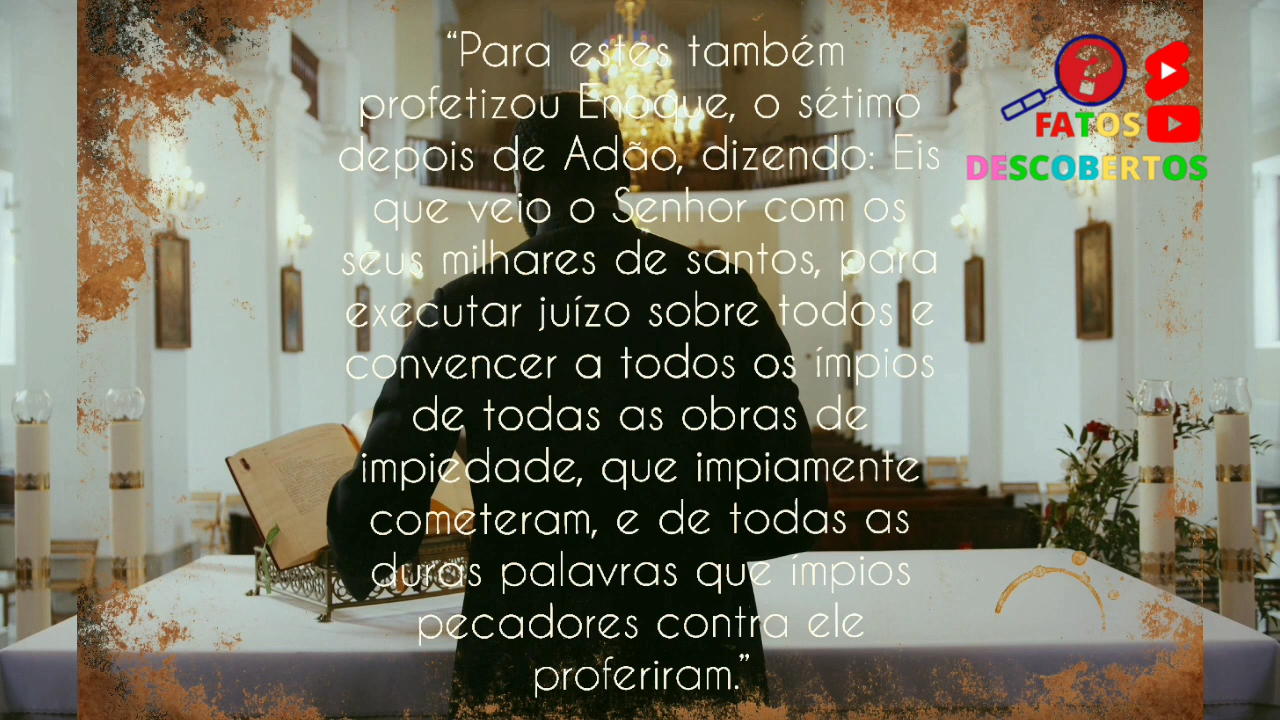 “Para estes também
profetizou Enoque, o sétimo
depois de Adão, dizendo: Eis
que veio o Senhor com os
seus milhares de santos, para
executar juízo sobre todos e
convencer a todos os ímpios
de todas as obras de
impiedade, que impiamente
cometeram, e de todas as
duras palavras que ímpios
pecadores contra ele
proferiram.”
?
FATOS
DESCOBERTOS